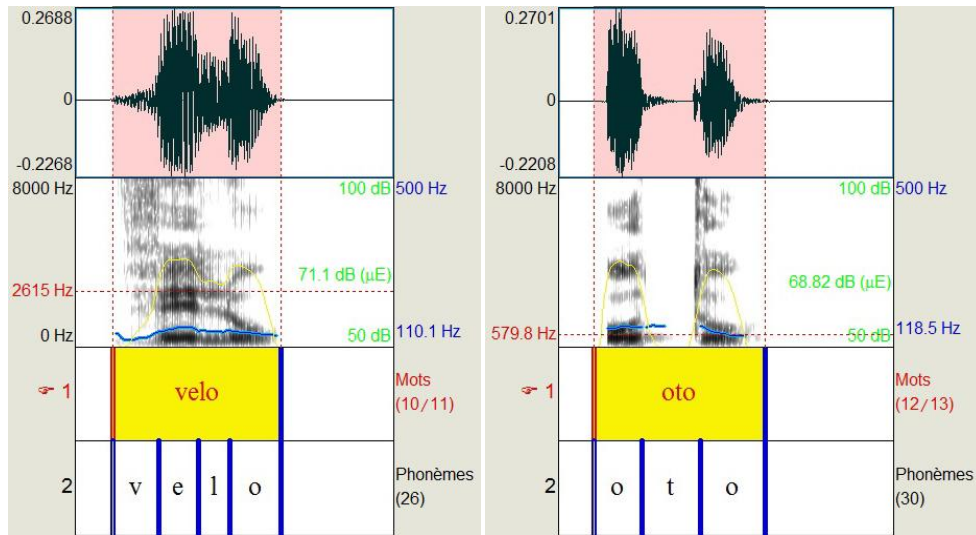 0.2688
0
-0.2268
8000 Hz
100 dB
500 Hz
71.1 dB (µE)
2615 Hz
0 Hz
50 dB
110.1 Hz
☞ 1
velo
Mots
(10/11)
2
v e l o
Phonèmes
(26)
0.2701
0
-0.2208
8000 Hz
100 dB
500 Hz
68.82 dB (µE)
579.8 Hz
50 dB
118.5 Hz
☞ 1
oto
Mots
(12/13)
2
o t o
Phonèmes
(30)